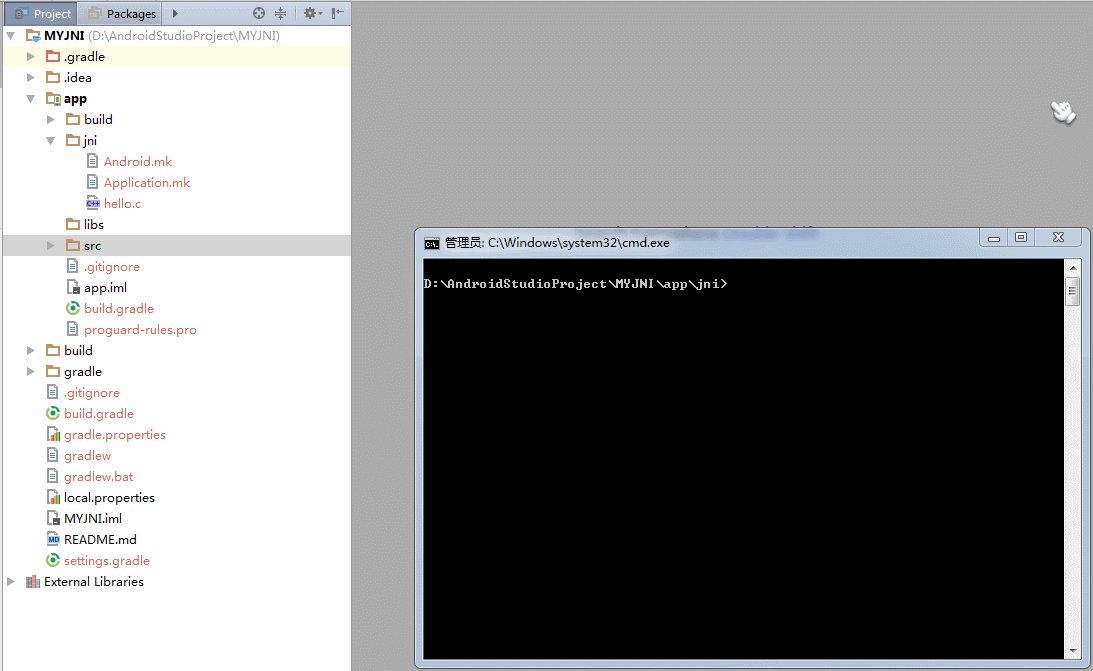 Project Packages
MYJNI (D:\AndroidStudioProject\MYJNI)
.gradle
.idea
app
build
jni
Android.mk
Application.mk
hello.c
libs
src
.gitignore
app.iml
build.gradle
proguard-rules.pro
build
gradle
.gitignore
build.gradle
gradle.properties
gradlew
gradlew.bat
local.properties
MYJNI.iml
README.md
settings.gradle
External Libraries
管理员: C:\Windows\system32\cmd.exe
D:\AndroidStudioProject\MYJNI\app\jni>